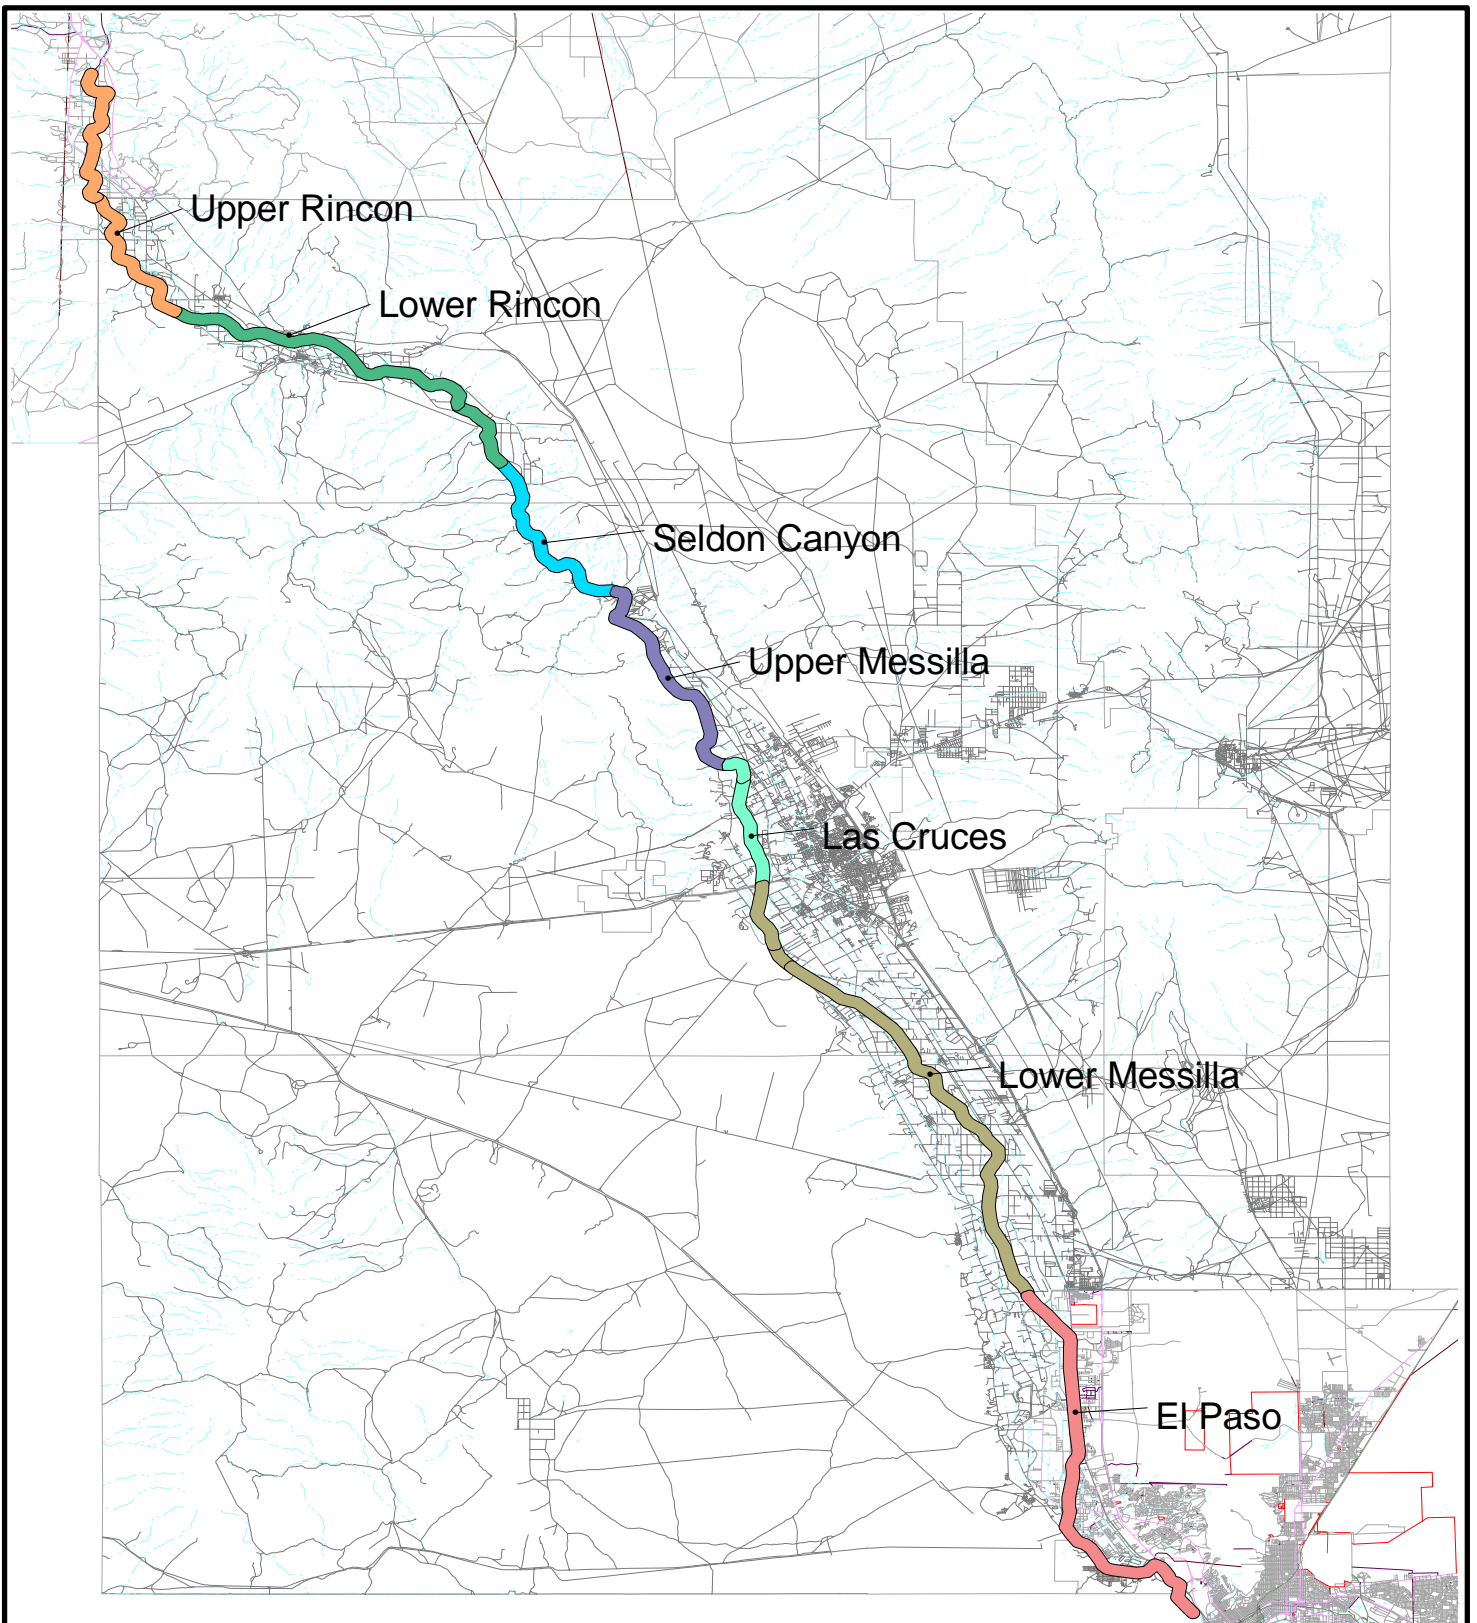 Upper Rincon
Lower Rincon
Seldon Canyon
Upper Messilla
Las Cruces
Lower Messilla
El Paso